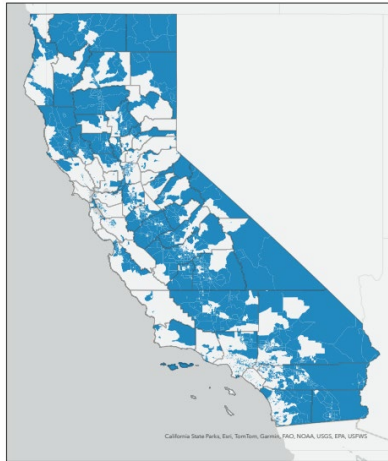 California State Parks, Esri, TomTom, Garmin, FAO, NOAA, USGS, EPA, USFWS